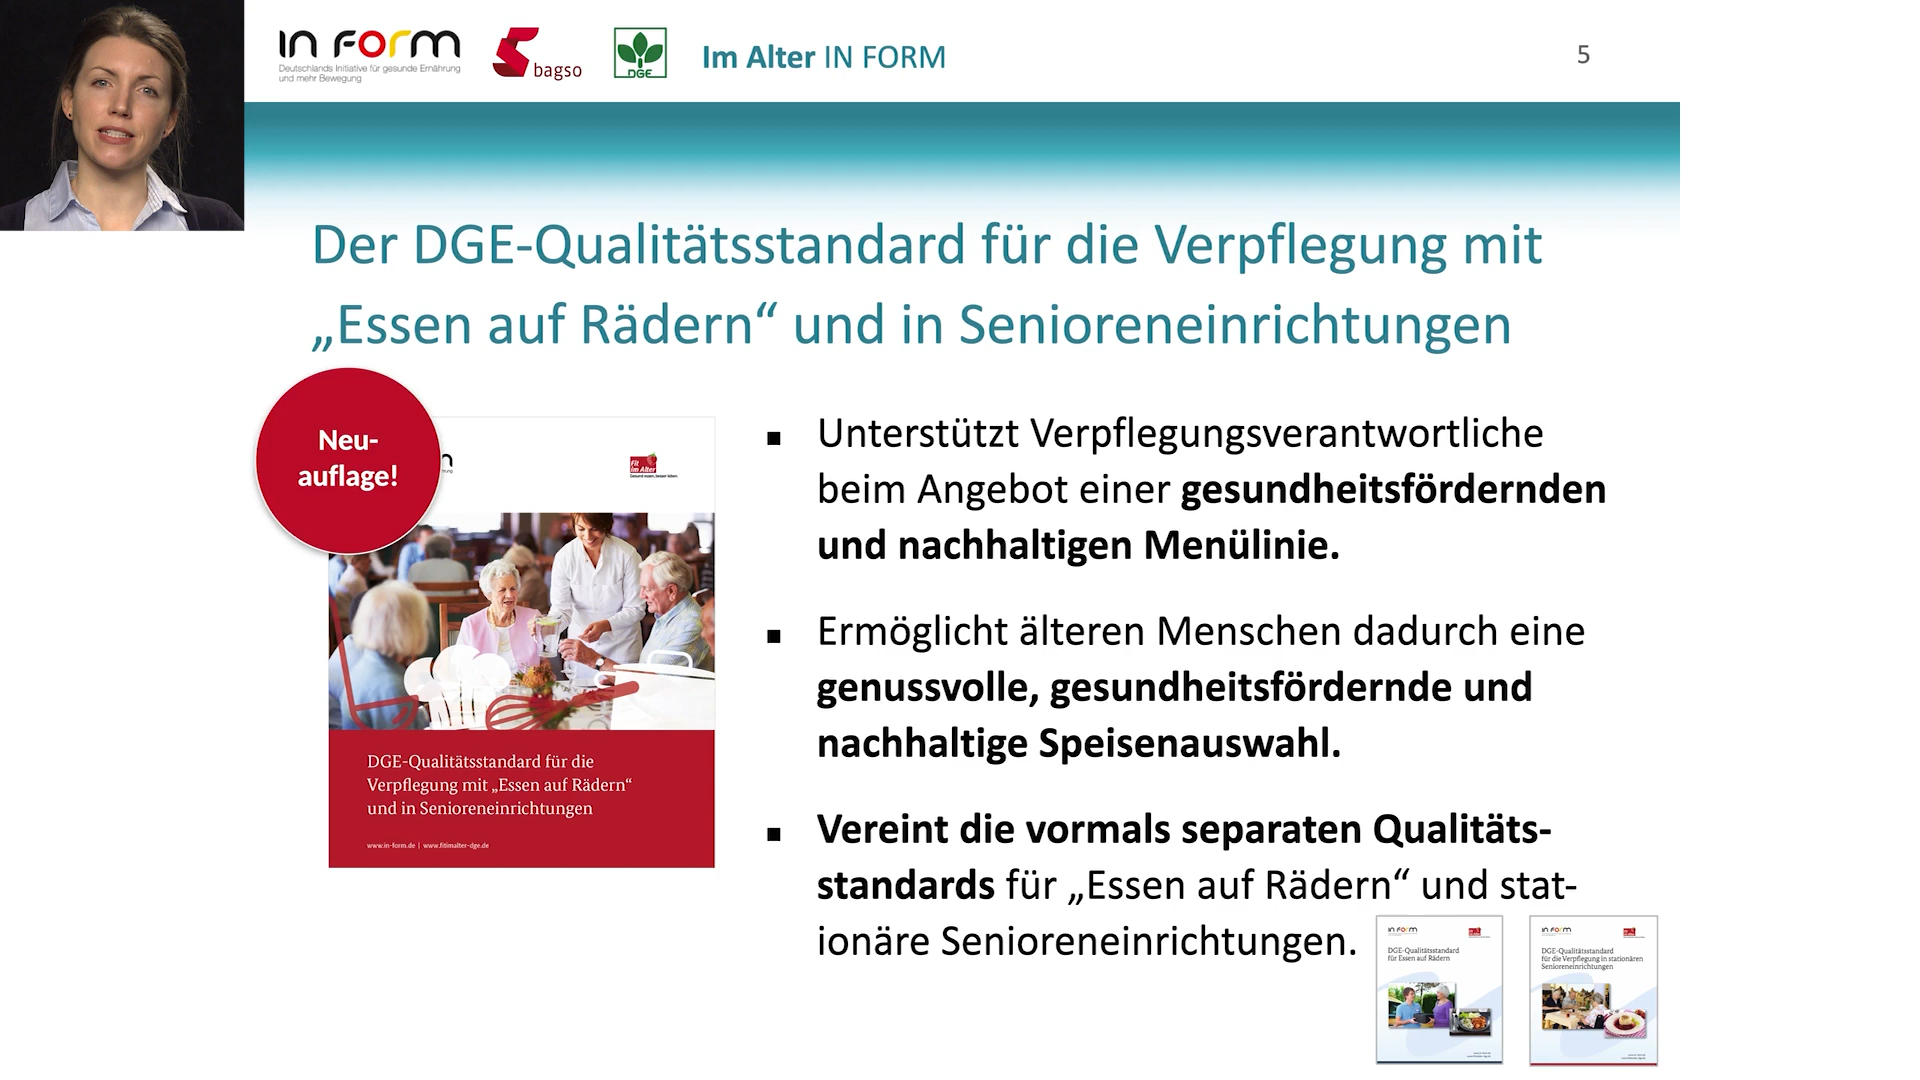 IN FORM
Deutschlands Initiative für gesunde Ernährung
und mehr Bewegung
bagso
DGE
Im Alter IN FORM
5
Der DGE-Qualitätsstandard für die Verpflegung mit
„Essen auf Rädern“ und in Senioreneinrichtungen
Neu-
auflage!
Fit
im Alter
Gesund essen, besser leben.
DGE-Qualitätsstandard für die
Verpflegung mit „Essen auf Rädern“
und in Senioreneinrichtungen
www.in-form.de | www.fitimalter-dge.de
▪ Unterstützt Verpflegungsverantwortliche
beim Angebot einer gesundheitsfördernden
und nachhaltigen Menülinie.
▪ Ermöglicht älteren Menschen dadurch eine
genussvolle, gesundheitsfördernde und
nachhaltige Speisenauswahl.
▪ Vereint die vormals separaten Qualitäts-
standards für „Essen auf Rädern“ und stat-
ionäre Senioreneinrichtungen.
IN FORM
DGE-Qualitätsstandard
für Essen auf Rädern
IN FORM
DGE-Qualitätsstandard
für die Verpflegung in stationären
Senioreneinrichtungen